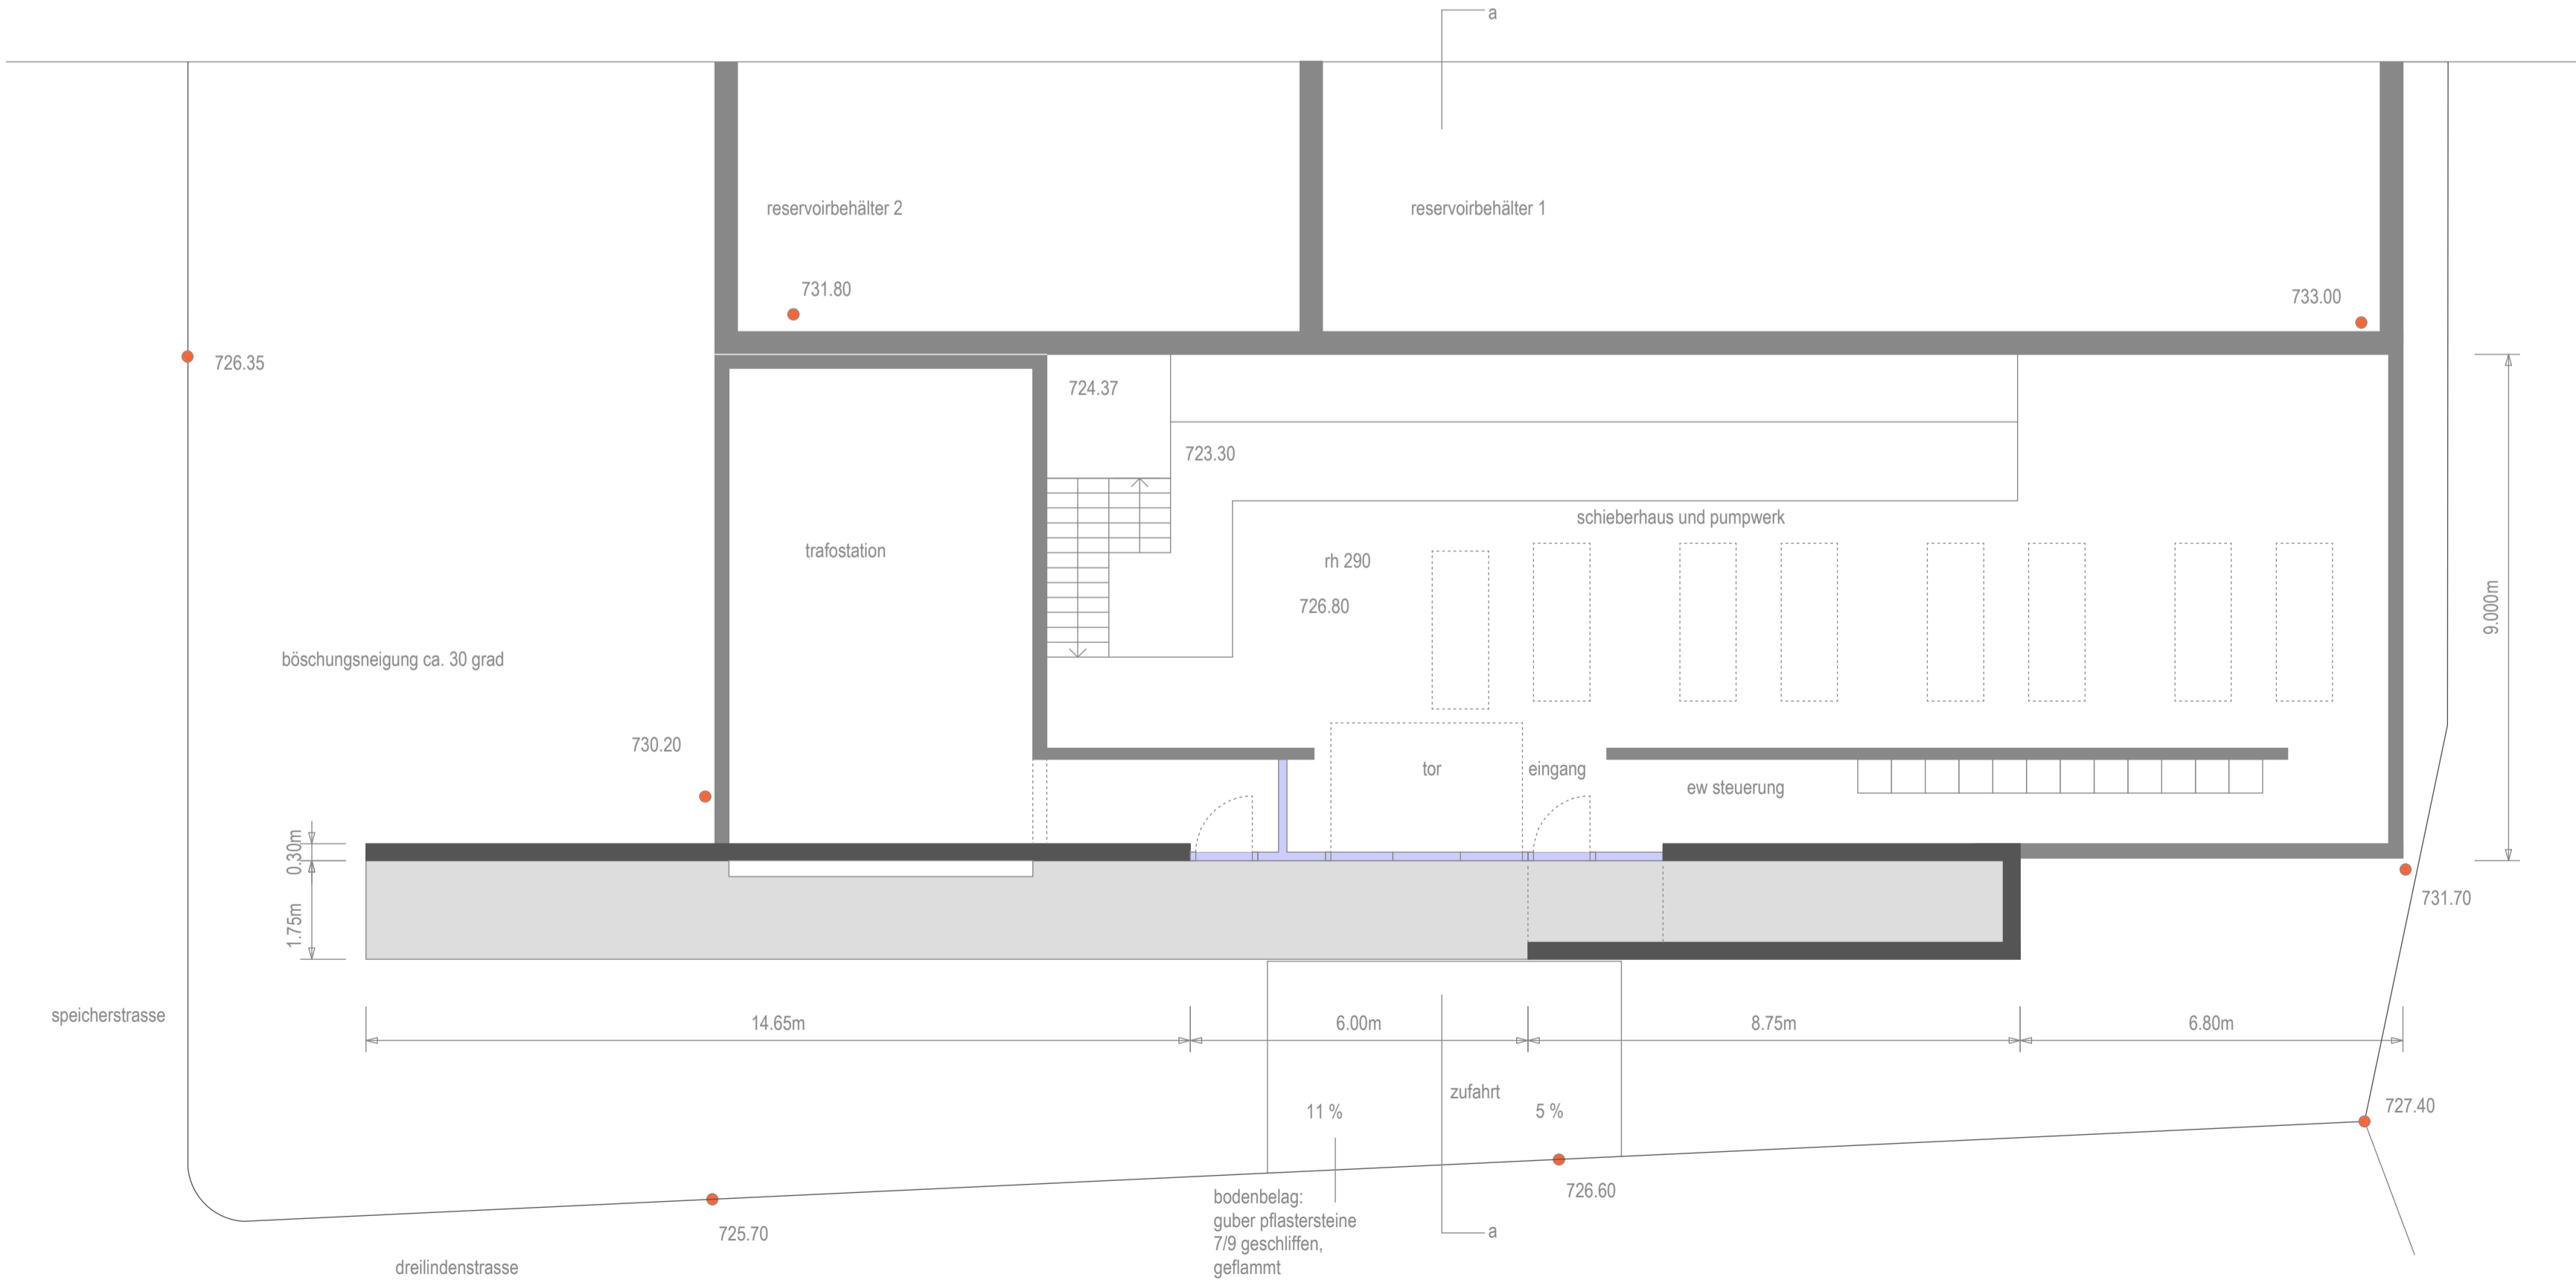 a
reservoirbehälter 2
reservoirbehälter 1
731.80
733.00
726.35
724.37
723.30
schieberhaus und pumpwerk
trafostation
rh 290
726.80
9.000m
böschungsneigung ca. 30 grad
730.20
tor
eingang
ew steuerung
0.30m
1.75m
731.70
speicherstrasse
14.65m
6.00m
8.75m
6.80m
zufahrt
11 %
5 %
727.40
726.60
bodenbelag:
guber pflastersteine
7/9 geschliffen,
geflammt
a
725.70
dreilindenstrasse